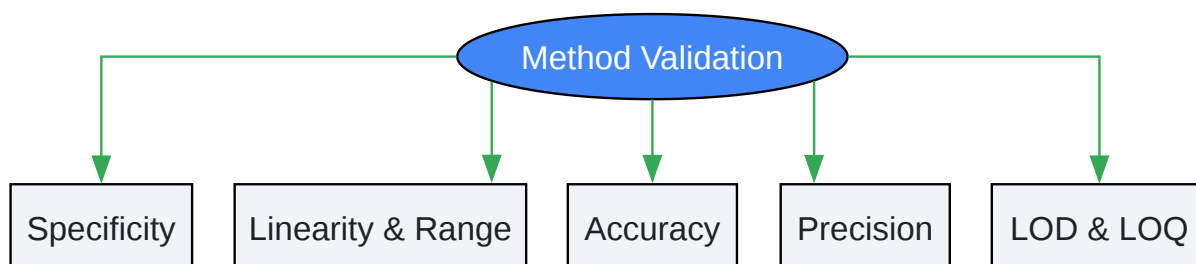 Method Validation
Specificity
Linearity & Range
Accuracy
Precision
LOD & LOQ